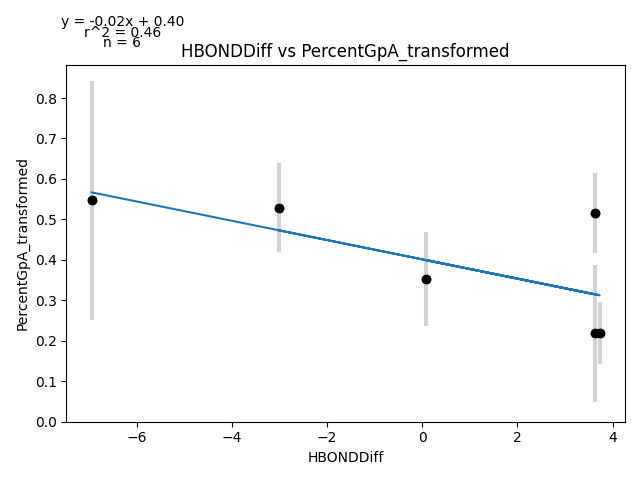 y = -0.02x + 0.40
r^2 = 0.46
n = 6
HBONDDiff vs PercentGpA_transformed
PercentGpA_transformed
0.8
0.7
0.6
0.5
0.4
0.3
0.2
0.1
0.0
−6
−4
−2
0
2
4
HBONDDiff